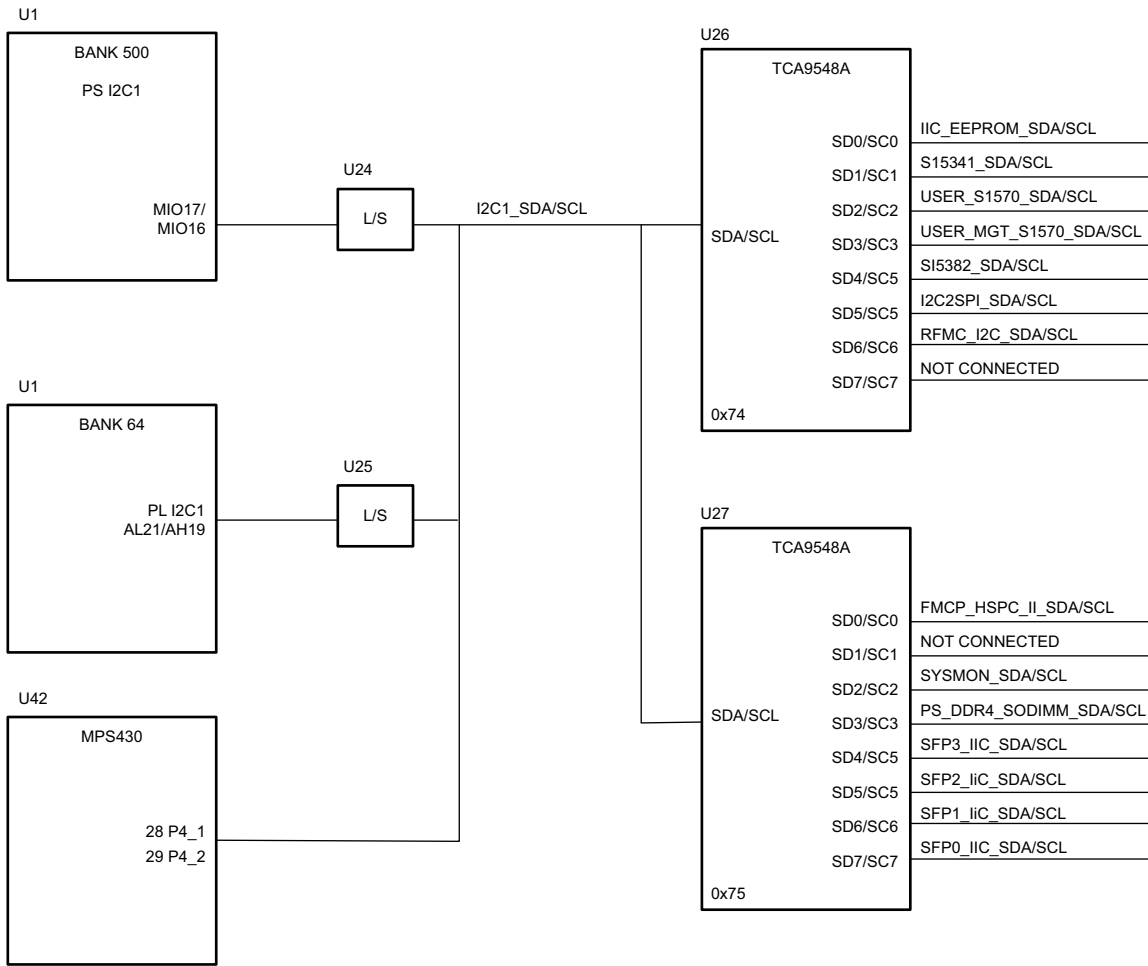 U1
BANK 500
PS I2C1
MIO17/
MIO16
U24
L/S
I2C1_SDA/SCL
U1
BANK 64
PL I2C1
AL21/AH19
U25
L/S
U42
MPS430
28 P4_1
29 P4_2
U26
TCA9548A
SDA/SCL
SD0/SC0
IIC_EEPROM_SDA/SCL
SD1/SC1
S15341_SDA/SCL
SD2/SC2
USER_S1570_SDA/SCL
SD3/SC3
USER_MGT_S1570_SDA/SCL
SD4/SC5
SI5382_SDA/SCL
SD5/SC5
I2C2SPI_SDA/SCL
SD6/SC6
RFMC_I2C_SDA/SCL
SD7/SC7
NOT CONNECTED
0x74
U27
TCA9548A
SDA/SCL
SD0/SC0
FMCP_HSPC_II_SDA/SCL
SD1/SC1
NOT CONNECTED
SD2/SC2
SYSMON_SDA/SCL
SD3/SC3
PS_DDR4_SODIMM_SDA/SCL
SD4/SC5
SFP3_IIC_SDA/SCL
SD5/SC5
SFP2_IiC_SDA/SCL
SD6/SC6
SFP1_IiC_SDA/SCL
SD7/SC7
SFP0_IIC_SDA/SCL
0x75